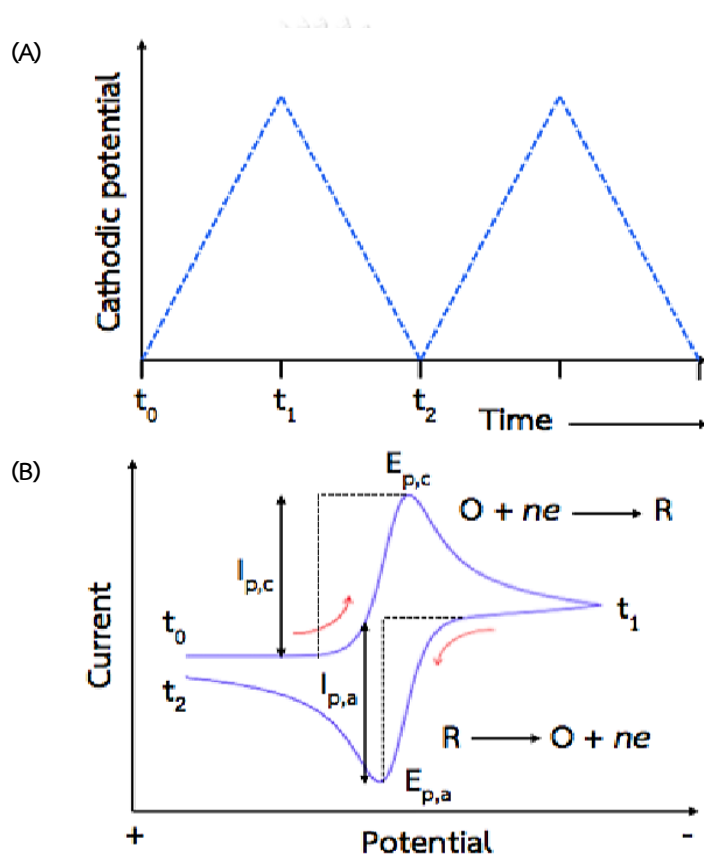 (A)
Cathodic potential
t0
t1
t2
Time
(B)
Ep,c
O + ne → R
Ip,c
t0
t1
Current
Ip,a
t2
R → O + ne
Ep,a
+
Potential
-